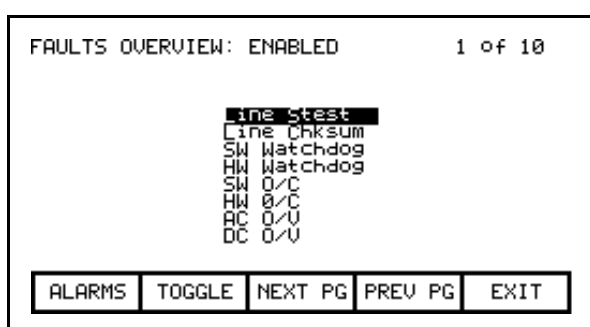 FAULTS OVERVIEW: ENABLED 1 of 10
Line Stest
Line Chksum
SW Watchdog
HW Watchdog
SW O/C
HW O/C
AC O/V
DC O/V
ALARMS TOGGLE NEXT PG PREV PG EXIT